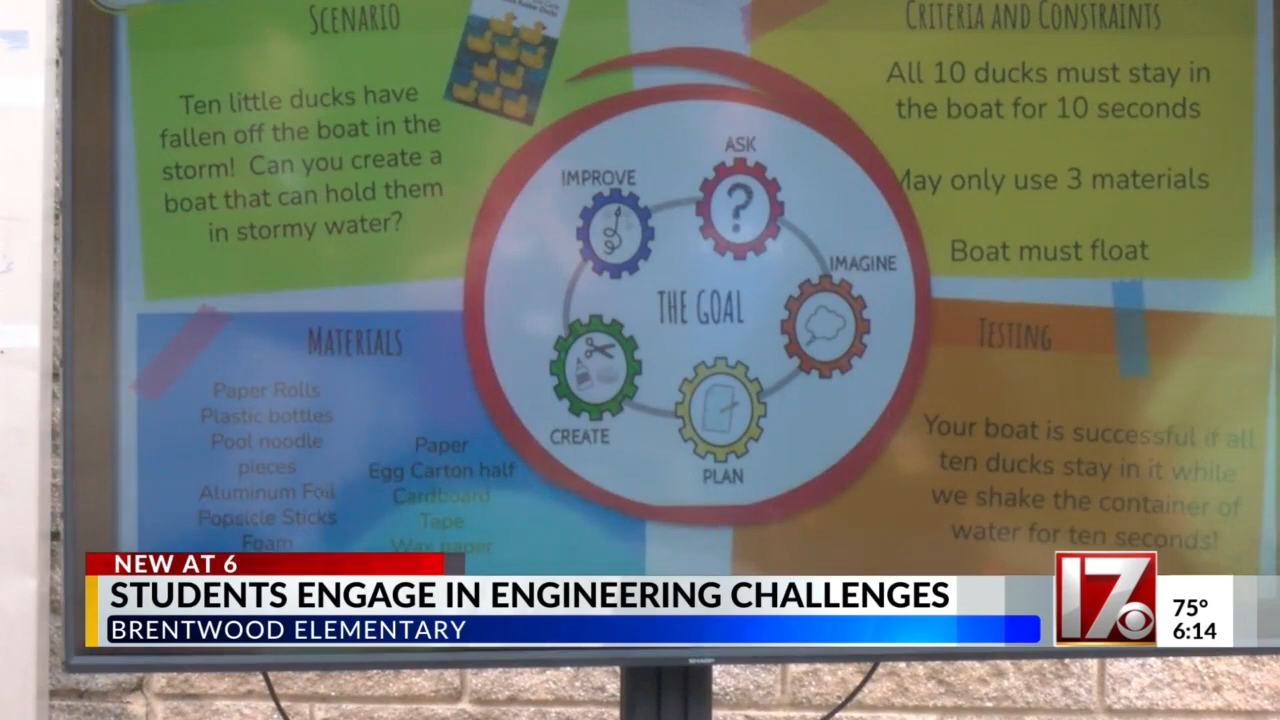 SCENARIO
Ten little ducks have
fallen off the boat in the
storm! Can you create a
boat that can hold them
in stormy water?
CRITERIA AND CONSTRAINTS
All 10 ducks must stay in
the boat for 10 seconds
May only use 3 materials
Boat must float
ASK
IMPROVE
?
IMAGINE
THE GOAL
CREATE
PLAN
MATERIALS
Paper Rolls
Plastic bottles
Pool noodle
pieces
Aluminum Foil
Popsicle Sticks
Foam
Paper
Egg Carton half
Cardboard
Tape
Wax paper
TESTING
Your boat is successful if all
ten ducks stay in it while
we shake the container of
water for ten seconds!
NEW AT 6
STUDENTS ENGAGE IN ENGINEERING CHALLENGES
BRENTWOOD ELEMENTARY
17
75°
6:14
SHARP